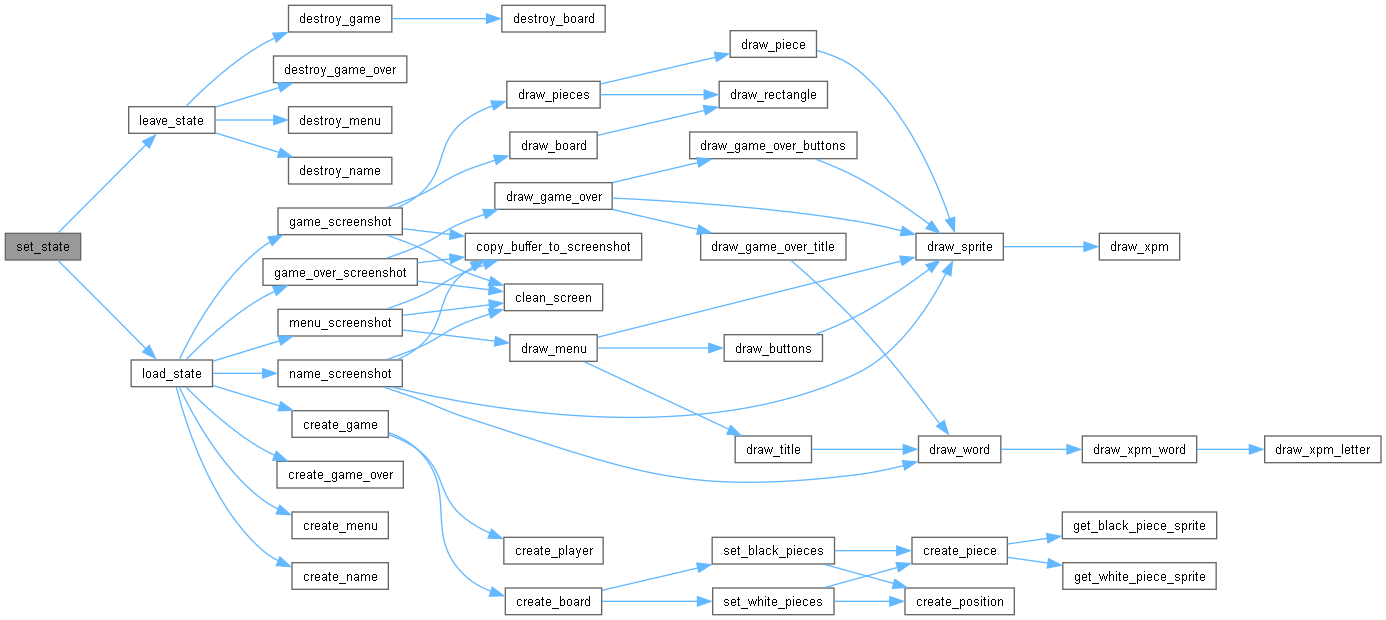 set_state
leave_state
load_state
destroy_game
destroy_game_over
destroy_menu
destroy_name
game_screenshot
game_over_screenshot
menu_screenshot
name_screenshot
create_game
create_game_over
create_menu
create_name
destroy_board
draw_pieces
draw_board
draw_game_over
copy_buffer_to_screenshot
clean_screen
draw_menu
create_player
create_board
draw_piece
draw_rectangle
draw_game_over_buttons
draw_game_over_title
draw_buttons
draw_title
set_black_pieces
set_white_pieces
draw_sprite
draw_word
create_piece
create_position
draw_xpm
draw_xpm_word
get_black_piece_sprite
get_white_piece_sprite
draw_xpm_letter